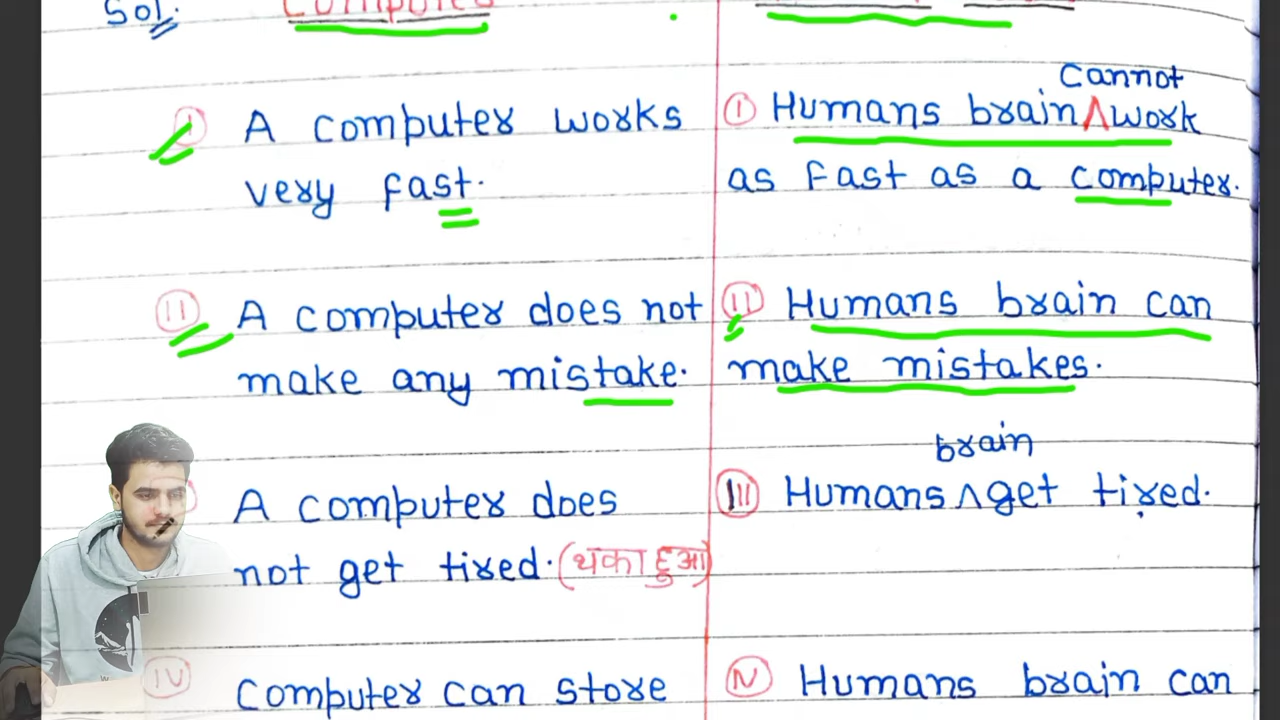 Sol.
Computer
(I) A computer works
very fast.
(I) Humans brain cannot work
as Fast as a computer.
(II) A computer does not
make any mistake.
(II) Humans brain can
make mistakes.
A computer does
not get tired. (थका हुआ)
(III) Humans brain get tired.
(IV) Computer can store
(IV) Humans brain can